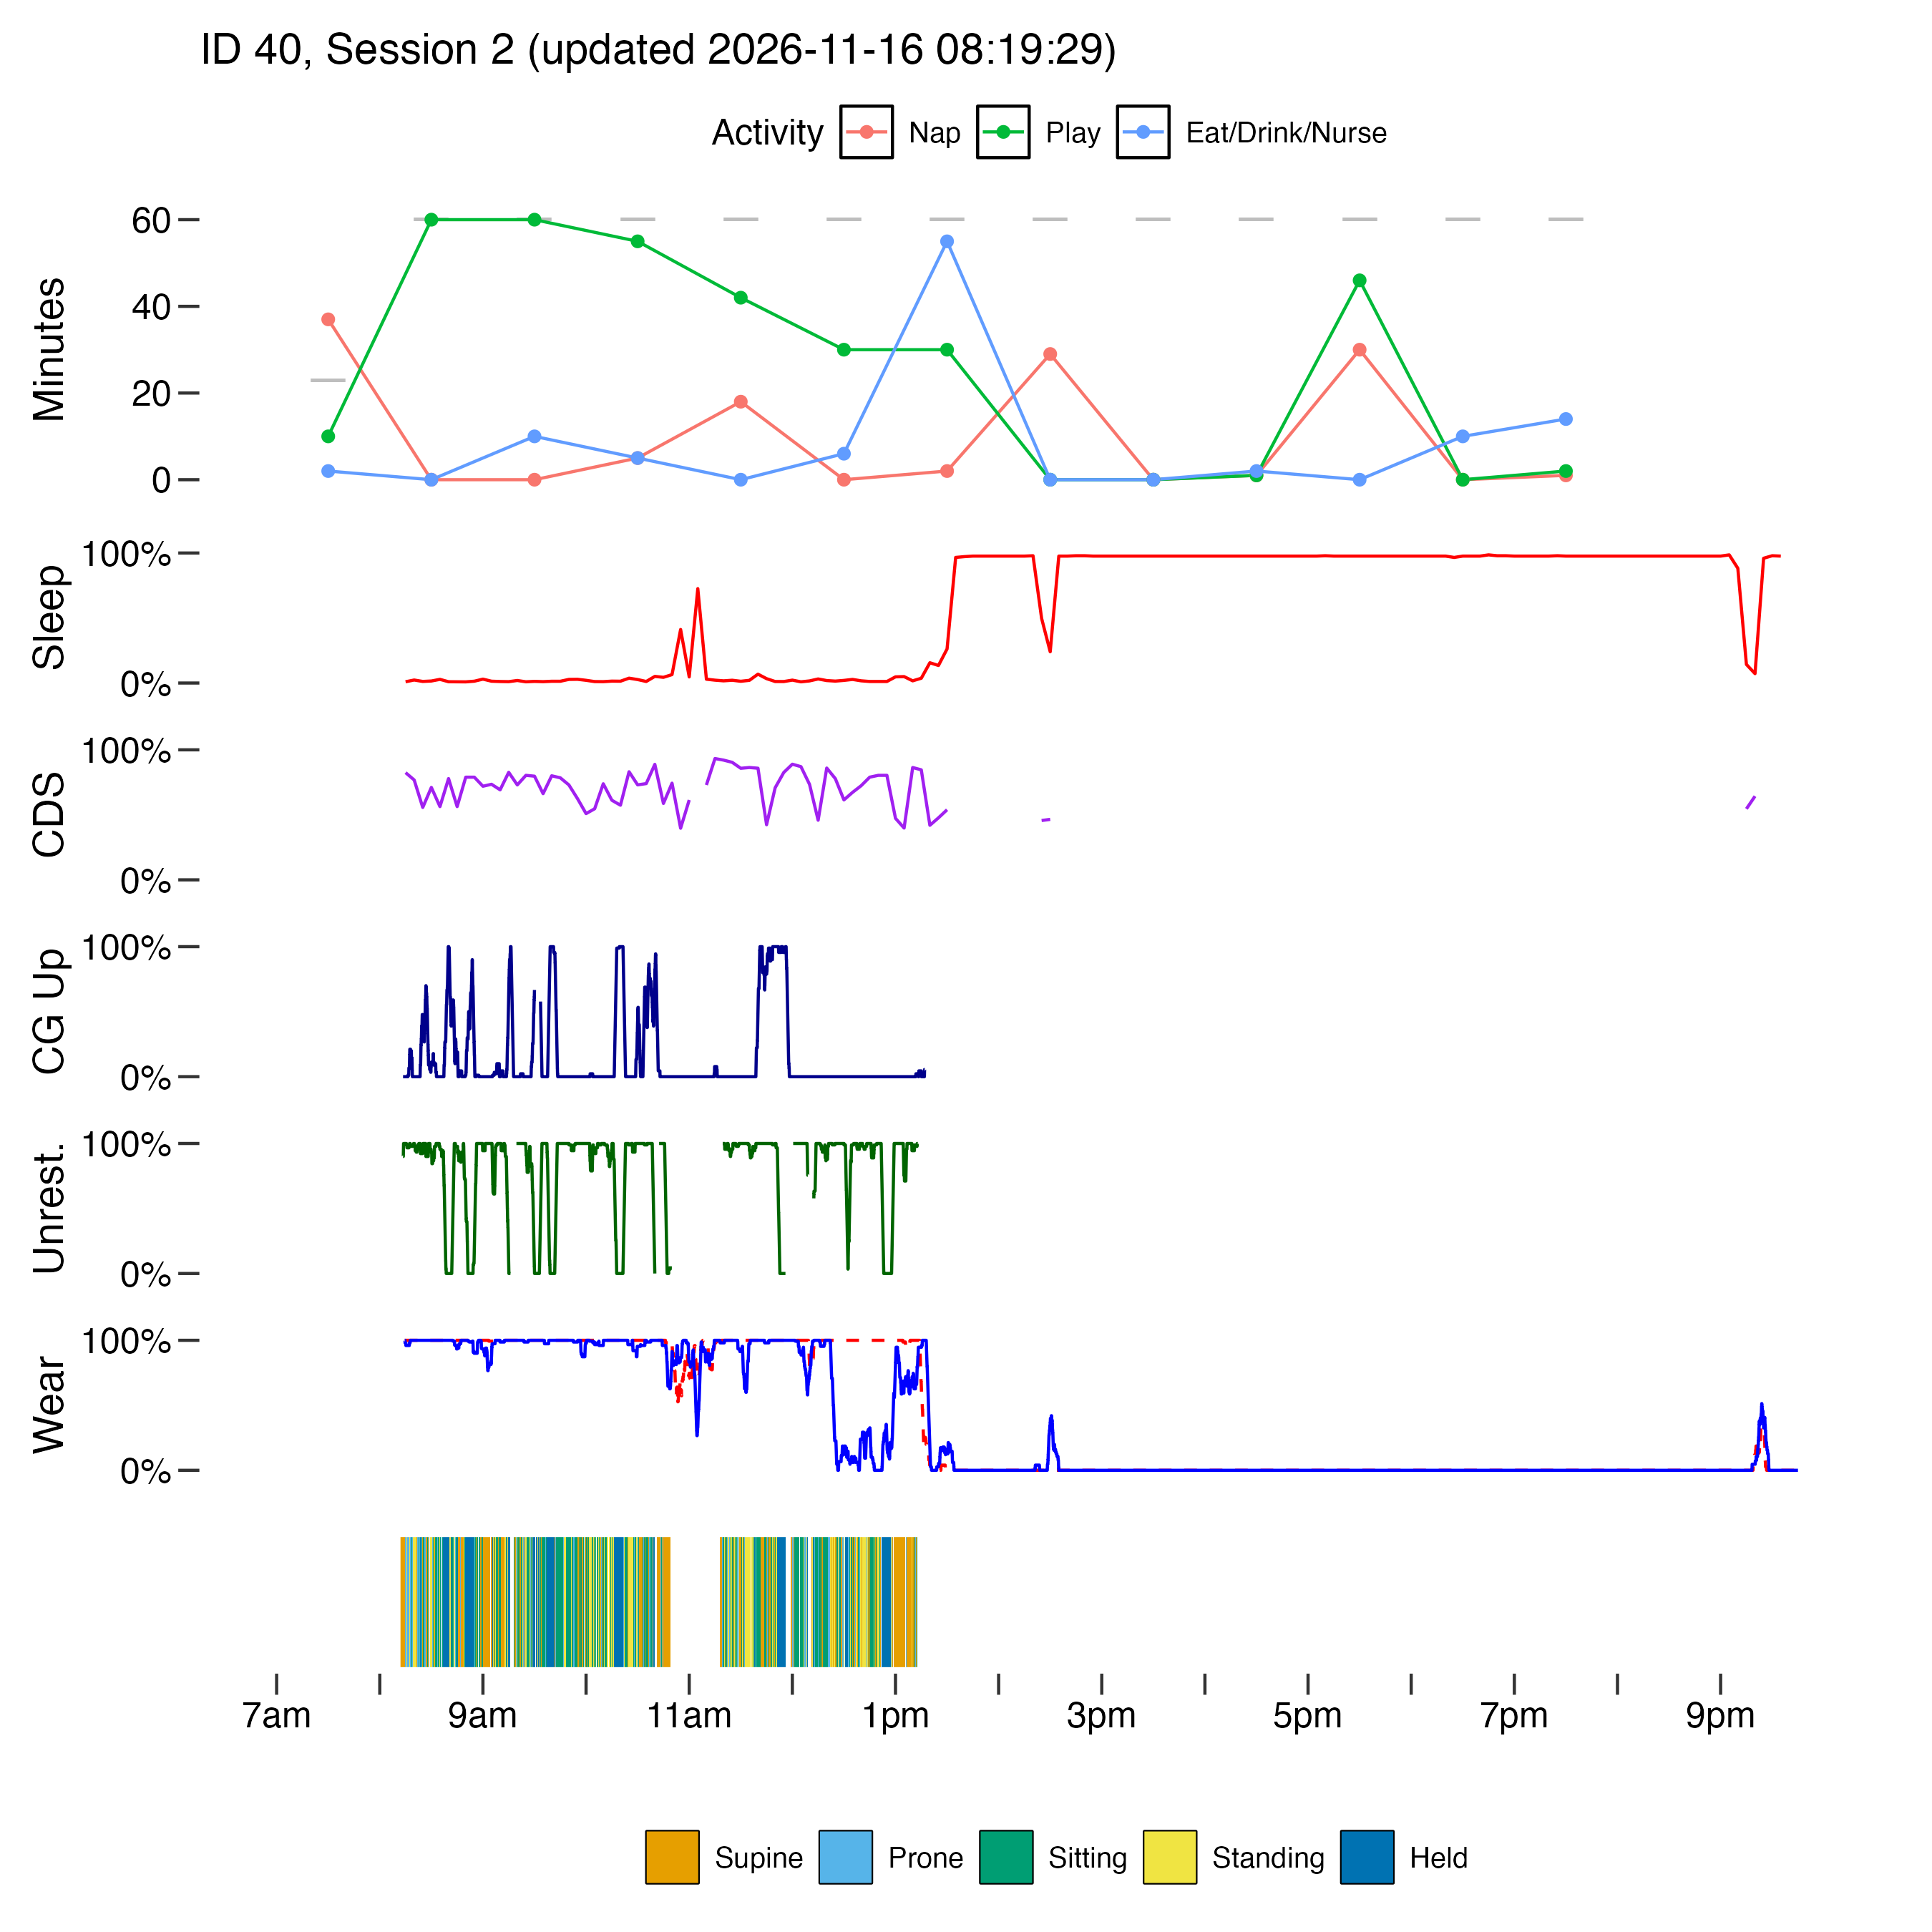 ID 40, Session 2 (updated 2026-11-16 08:19:29)
Activity Nap Play Eat/Drink/Nurse
Minutes
60
40
20
0
Sleep
100%
0%
CDS
100%
0%
CG Up
100%
0%
Unrest.
100%
0%
Wear
100%
0%
7am 9am 11am 1pm 3pm 5pm 7pm 9pm
Supine Prone Sitting Standing Held